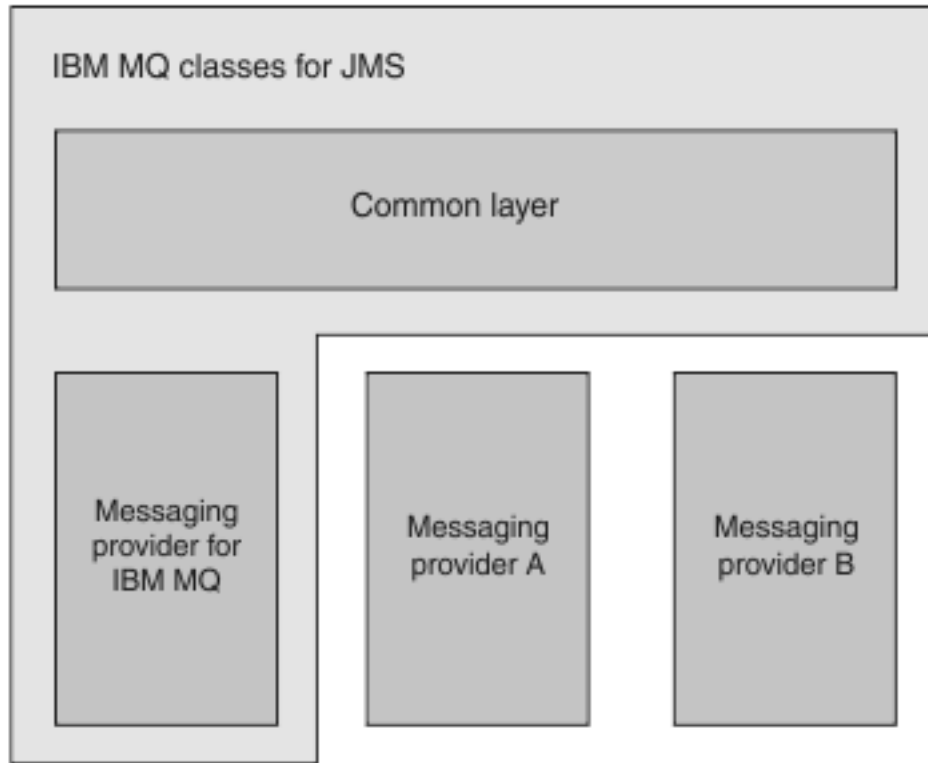 IBM MQ classes for JMS
Common layer
Messaging
provider for
IBM MQ
Messaging
provider A
Messaging
provider B